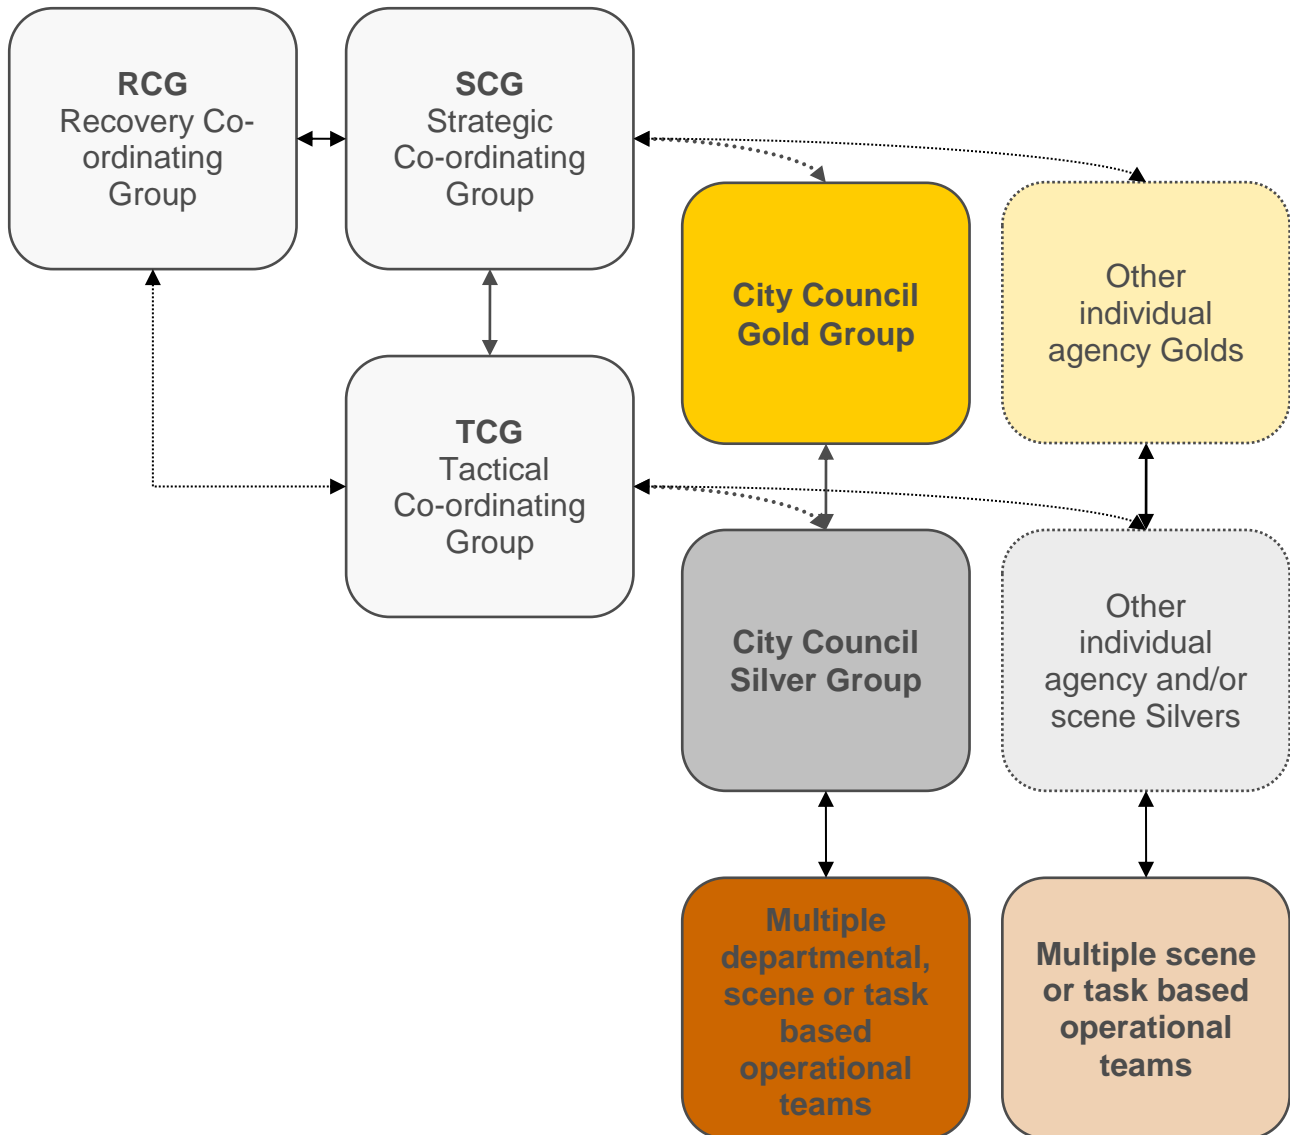 RCG
Recovery Co-
ordinating
Group
SCG
Strategic
Co-ordinating
Group
City Council
Gold Group
Other
individual
agency Golds
TCG
Tactical
Co-ordinating
Group
City Council
Silver Group
Other
individual
agency and/or
scene Silvers
Multiple
departmental,
scene or task
based
operational
teams
Multiple scene
or task based
operational
teams